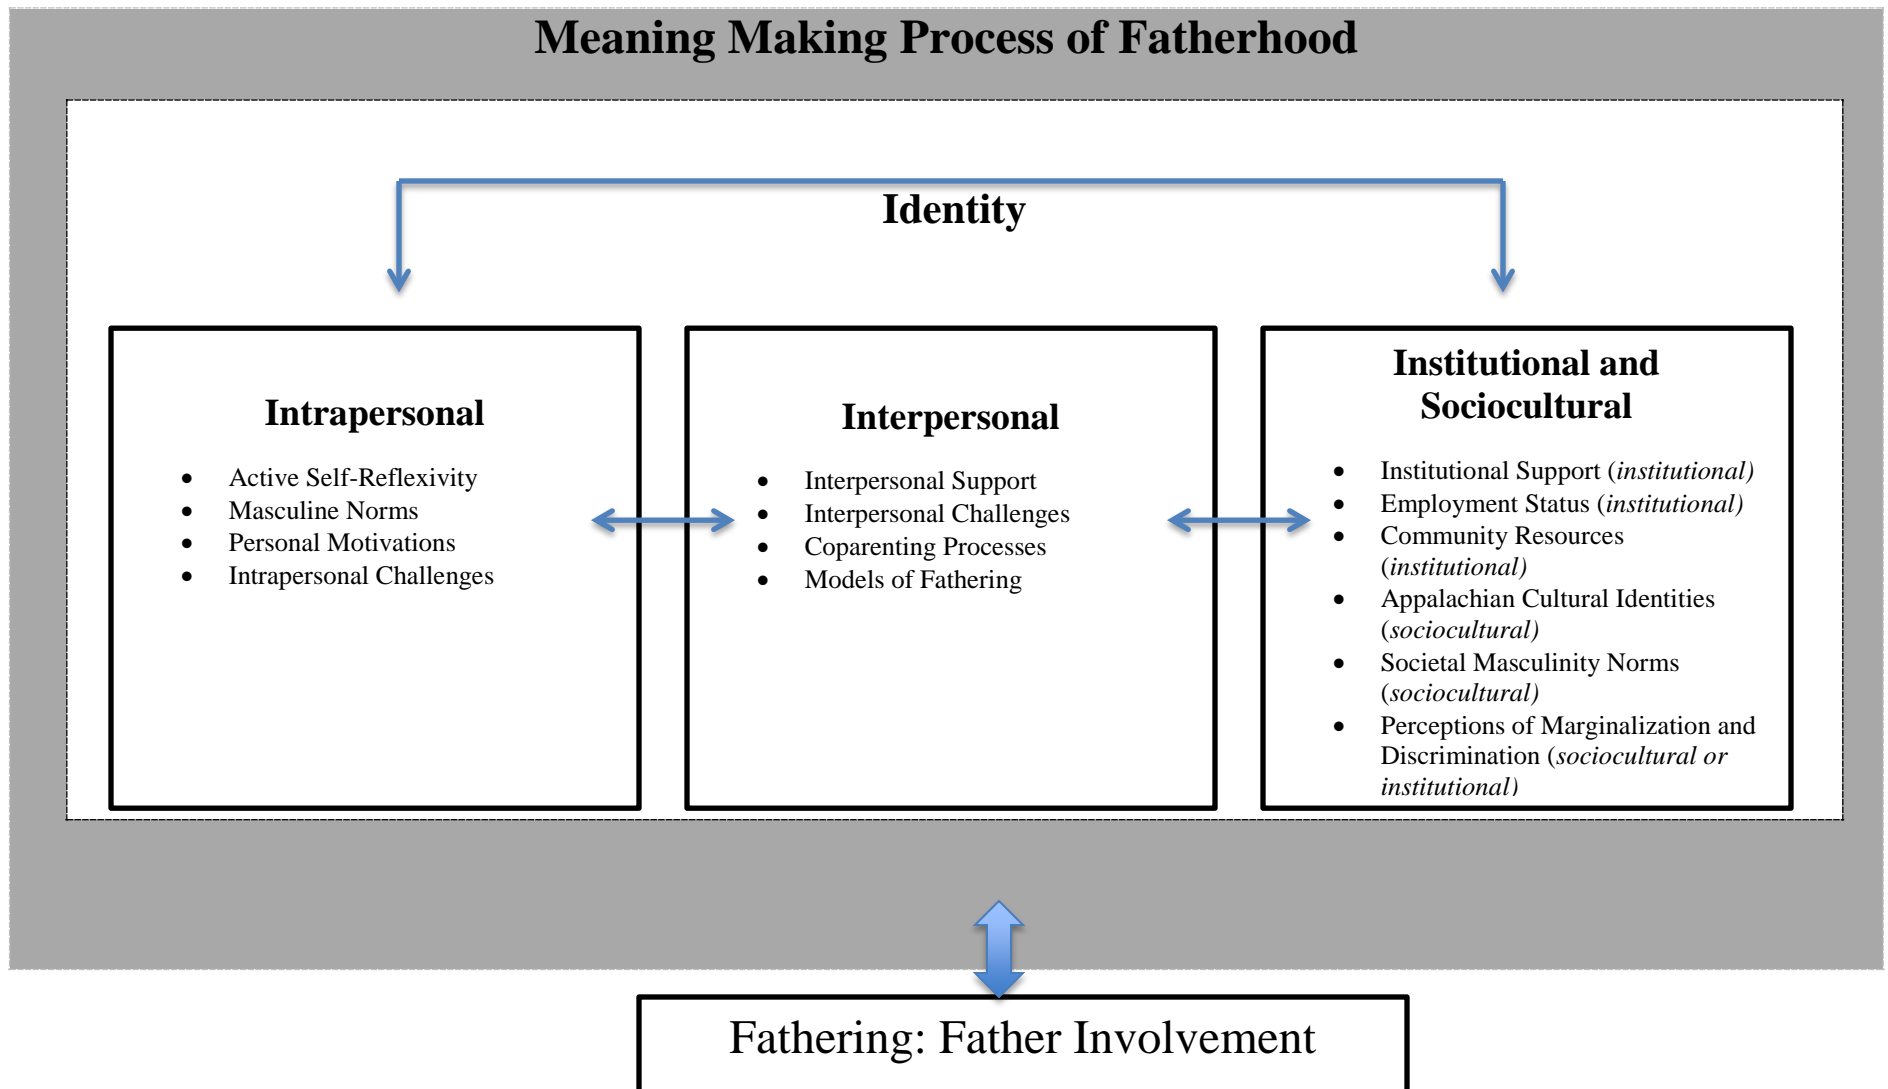 Meaning Making Process of Fatherhood
Identity
Intrapersonal
• Active Self-Reflexivity
• Masculine Norms
• Personal Motivations
• Intrapersonal Challenges
Interpersonal
• Interpersonal Support
• Interpersonal Challenges
• Coparenting Processes
• Models of Fathering
Institutional and
Sociocultural
• Institutional Support (institutional)
• Employment Status (institutional)
• Community Resources
(institutional)
• Appalachian Cultural Identities
(sociocultural)
• Societal Masculinity Norms
(sociocultural)
• Perceptions of Marginalization and
Discrimination (sociocultural or
institutional)
Fathering: Father Involvement